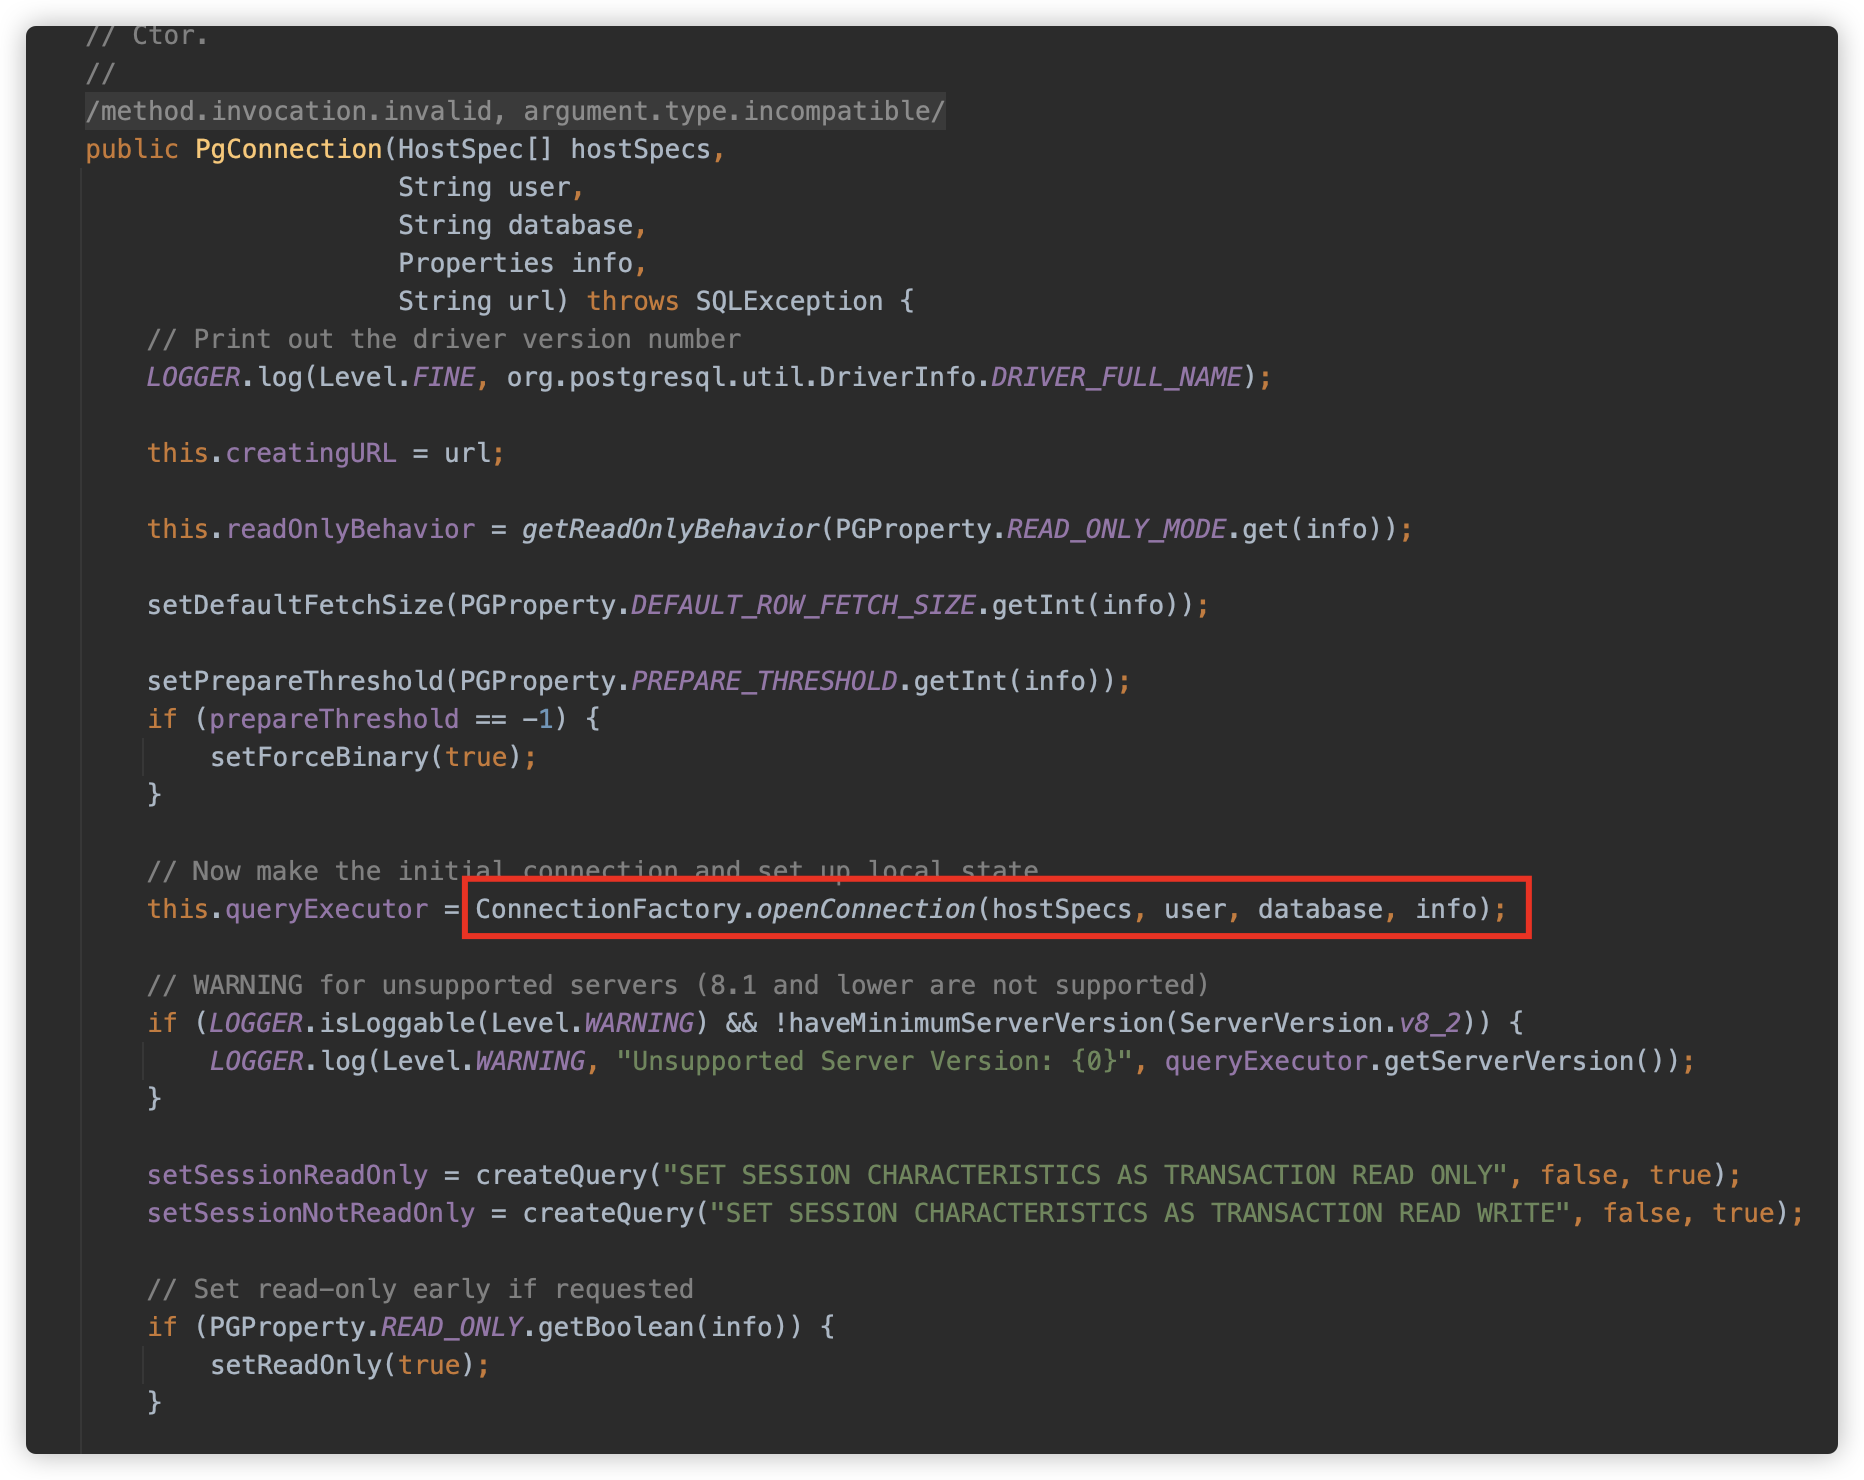 // Ctor.
//
/method.invocation.invalid, argument.type.incompatible/
public PgConnection(HostSpec[] hostSpecs,
String user,
String database,
Properties info,
String url) throws SQLException {
// Print out the driver version number
LOGGER.log(Level.FINE, org.postgresql.util.DriverInfo.DRIVER_FULL_NAME);
this.creatingURL = url;
this.readOnlyBehavior = getReadOnlyBehavior(PGProperty.READ_ONLY_MODE.get(info));
setDefaultFetchSize(PGProperty.DEFAULT_ROW_FETCH_SIZE.getInt(info));
setPrepareThreshold(PGProperty.PREPARE_THRESHOLD.getInt(info));
if (prepareThreshold == -1) {
setForceBinary(true);
}
// Now make the initial connection and set up local state
this.queryExecutor = ConnectionFactory.openConnection(hostSpecs, user, database, info);
// WARNING for unsupported servers (8.1 and lower are not supported)
if (LOGGER.isLoggable(Level.WARNING) && !haveMinimumServerVersion(ServerVersion.v8_2)) {
LOGGER.log(Level.WARNING, "Unsupported Server Version: {0}", queryExecutor.getServerVersion());
}
setSessionReadOnly = createQuery("SET SESSION CHARACTERISTICS AS TRANSACTION READ ONLY", false, true);
setSessionNotReadOnly = createQuery("SET SESSION CHARACTERISTICS AS TRANSACTION READ WRITE", false, true);
// Set read-only early if requested
if (PGProperty.READ_ONLY.getBoolean(info)) {
setReadOnly(true);
}